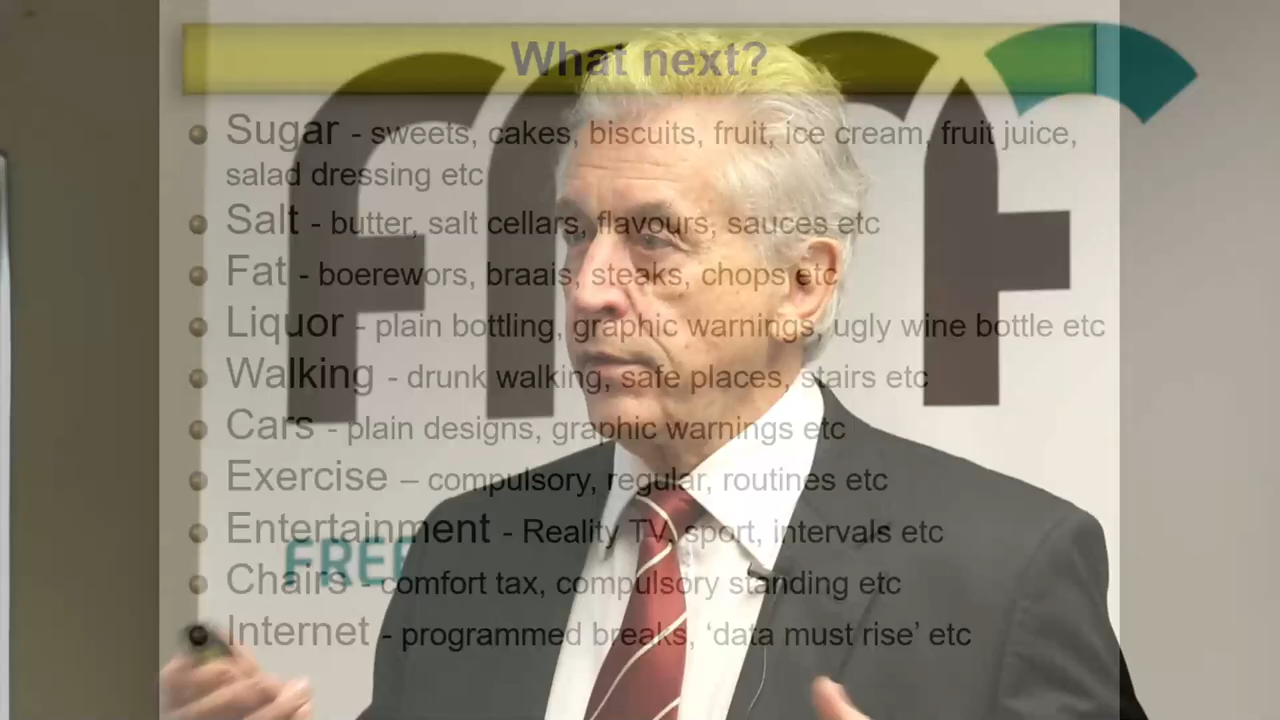 What next?
Sugar - sweets, cakes, biscuits, fruit, ice cream, fruit juice,
salad dressing etc
Salt - butter, salt cellars, flavours, sauces etc
Fat - boerewors, braais, steaks, chops etc
Liquor - plain bottling, graphic warnings, ugly wine bottle etc
Walking - drunk walking, safe places, stairs etc
Cars - plain designs, graphic warnings etc
Exercise – compulsory, regular, routines etc
Entertainment - Reality TV, sport, intervals etc
Chairs - comfort tax, compulsory standing etc
Internet - programmed breaks, ‘data must rise’ etc
FREE